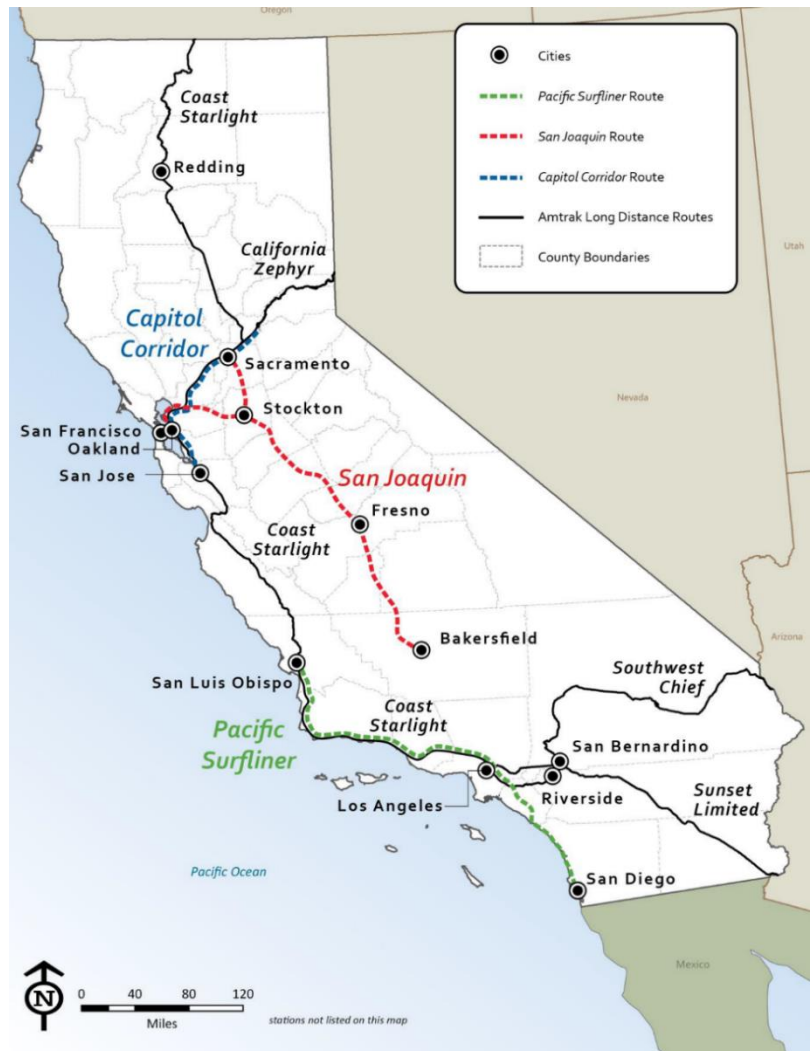 Oregon
Cities
Pacific Surfliner Route
San Joaquin Route
Capitol Corridor Route
Amtrak Long Distance Routes
County Boundaries
Coast
Starlight
Redding
California
Zephyr
Utah
Capitol
Corridor
Sacramento
Stockton
Nevada
San Francisco
Oakland
San Jose
San Joaquin
Fresno
Coast
Starlight
Bakersfield
Arizona
San Luis Obispo
Southwest
Chief
Coast
Starlight
Pacific
Surfliner
San Bernardino
Los Angeles
Riverside
Sunset
Limited
Pacific Ocean
San Diego
Mexico
N
0 40 80 120
Miles
stations not listed on this map